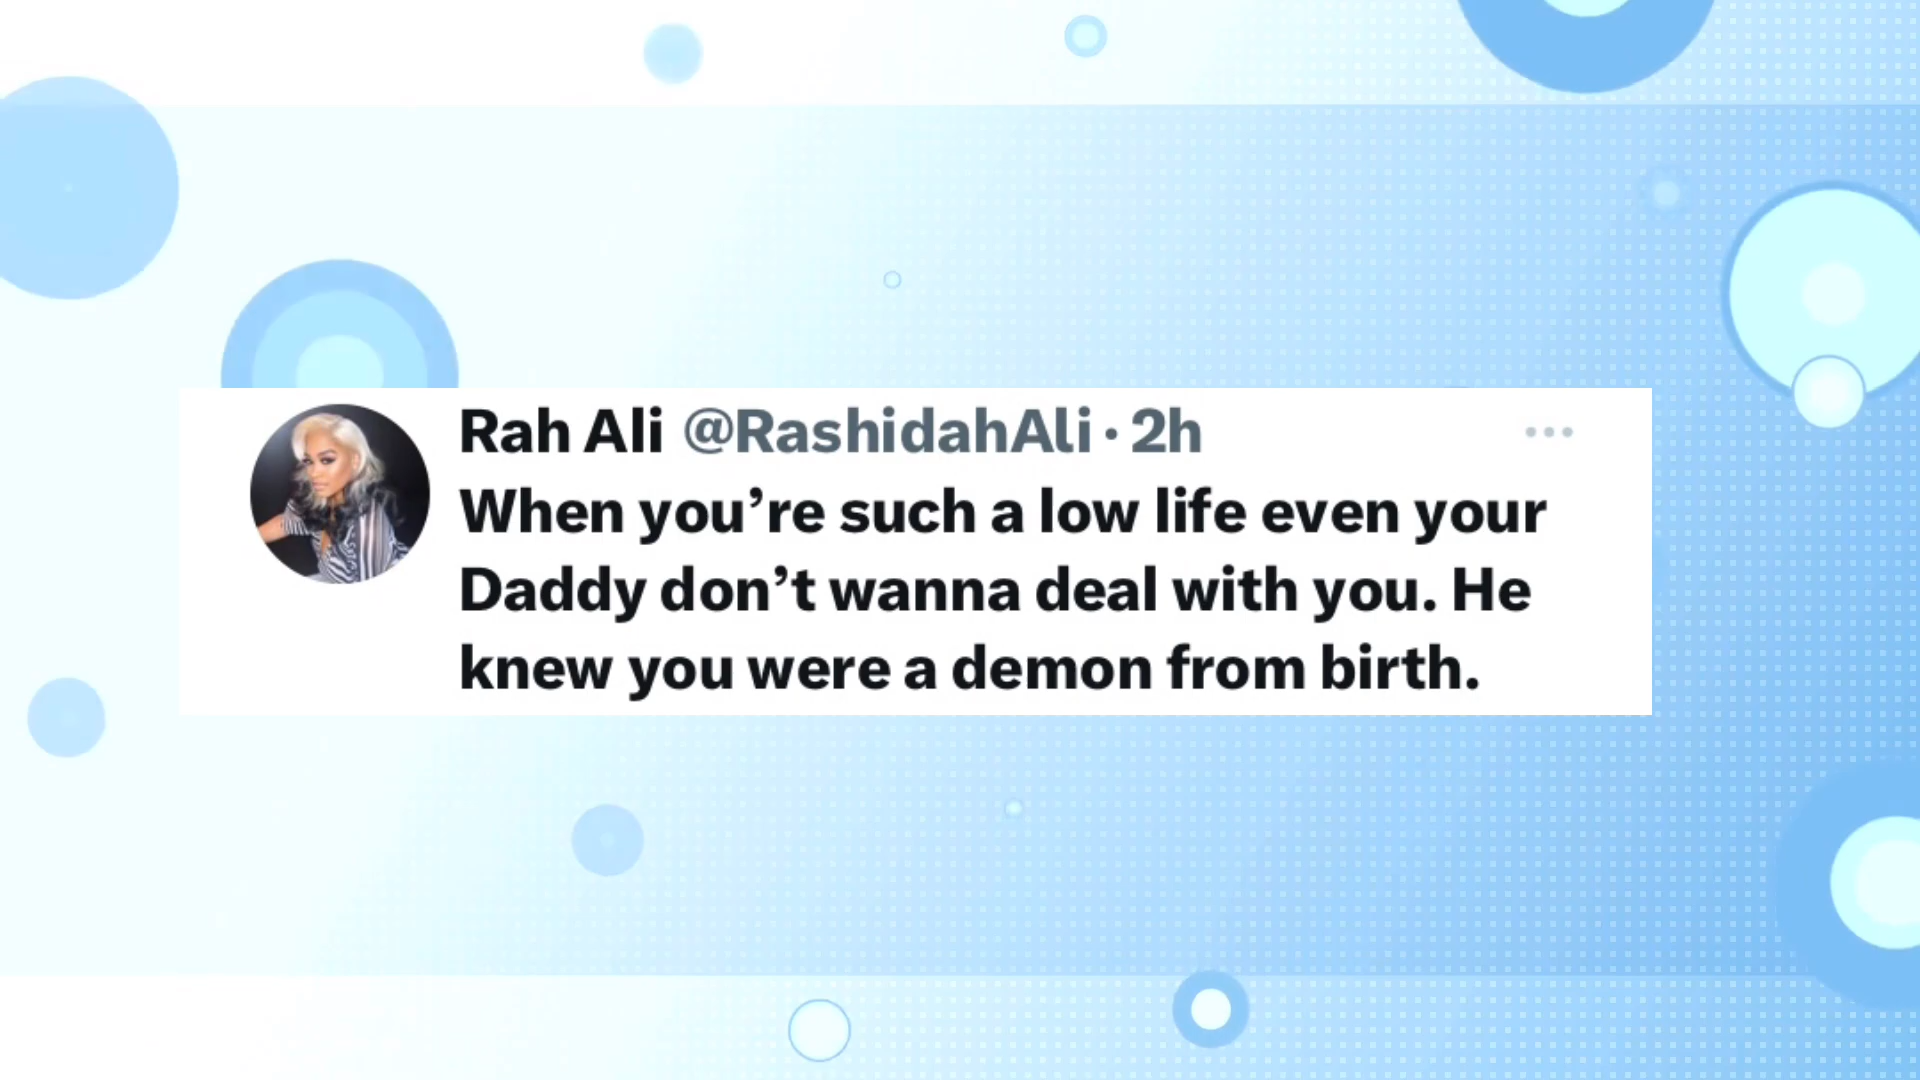 Rah Ali @RashidahAli · 2h
When you’re such a low life even your
Daddy don’t wanna deal with you. He
knew you were a demon from birth.